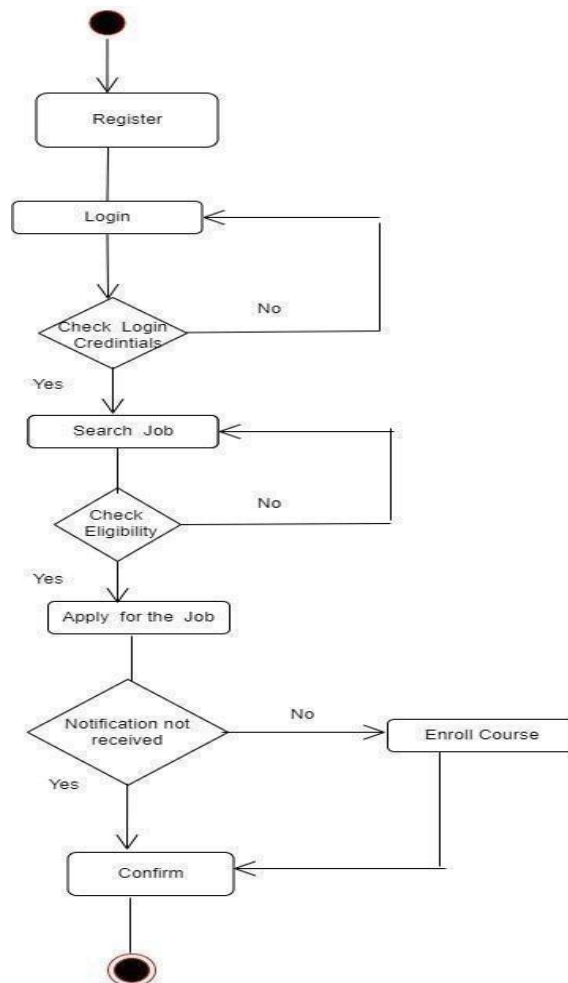 Register
Login
No
Check Login
Credintials
Yes
Search Job
No
Check
Eligibility
Yes
Apply for the Job
No
Notification not
received
Enroll Course
Yes
Confirm